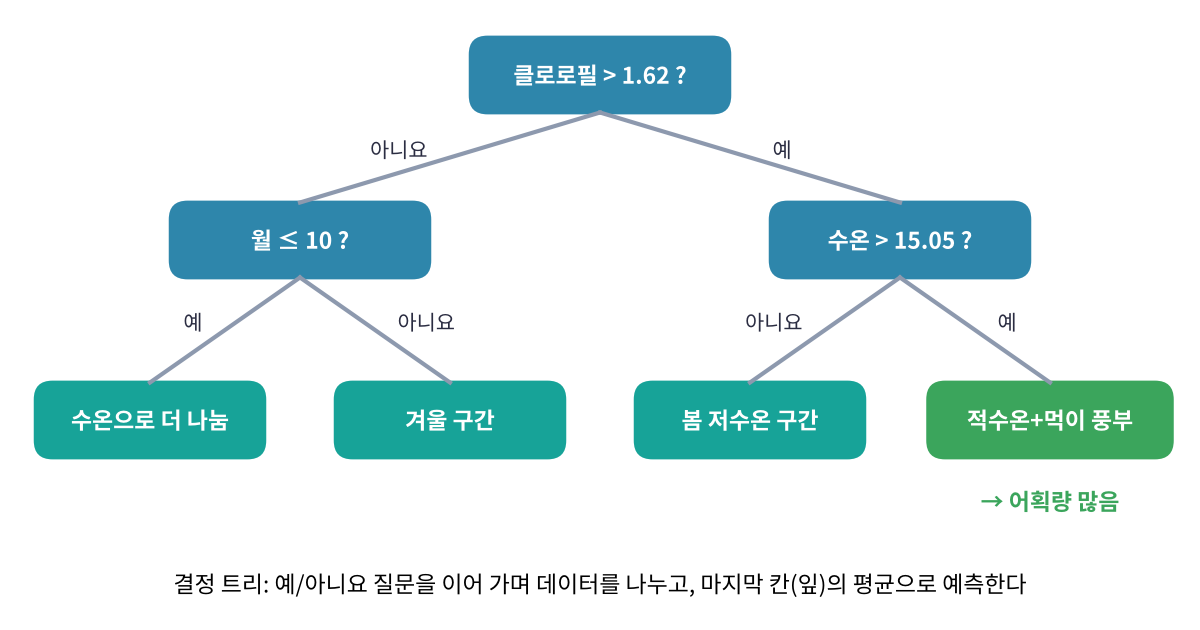 클로로필 > 1.62 ?
아니요
예
월 ≤ 10 ?
수온 > 15.05 ?
예
아니요
아니요
예
수온으로 더 나눔
겨울 구간
봄 저수온 구간
적수온+먹이 풍부
→ 어획량 많음
결정 트리: 예/아니요 질문을 이어 가며 데이터를 나누고, 마지막 칸(잎)의 평균으로 예측한다